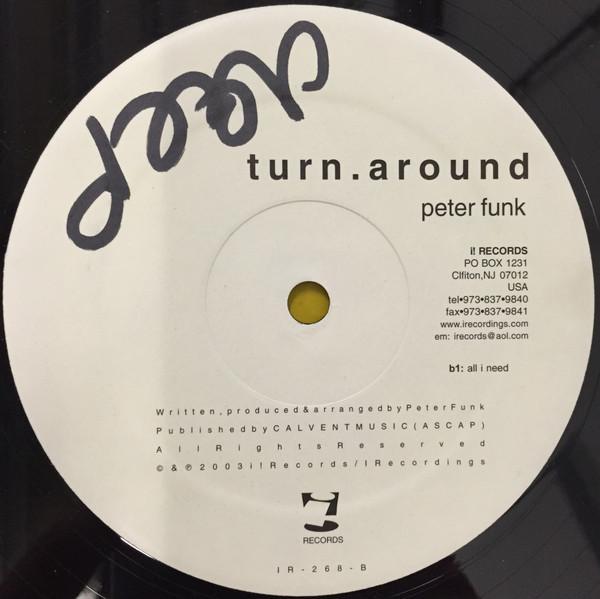 deep
turn.around
peter funk
i! RECORDS
PO BOX 1231
Clfiton,NJ 07012
USA
tel•973•837•9840
fax•973•837•9841
www.irecordings.com
em: irecords@aol.com
b1: all i need
Written,produced&arrangedbyPeterFunk
PublishedbyCALVENTMUSIC(ASCAP)
AllRightsReserved
©&℗2003i!Records/IRecordings
i
RECORDS
IR-268-B